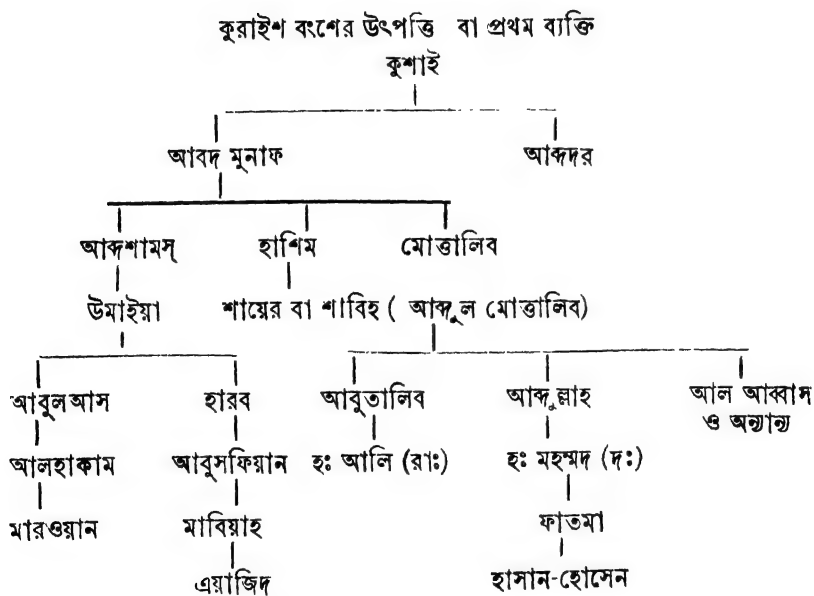 কুরাইশ বংশের উৎপত্তি বা প্রথম ব্যক্তি
কুশাই
আবদ মুনাফ আব্দদর
আব্দশামস্ হাশিম মোত্তালিব
উমাইয়া শায়ের বা শাবিহ ( আব্দুল মোত্তালিব)
আবুলআস হারব আবুতালিব আব্দুল্লাহ আল আব্বাস
ও অন্যান্য
আলহাকাম আবুসফিয়ান হঃ আলি (রাঃ) হঃ মহম্মদ (দঃ)
মারওয়ান মাবিয়াহ ফাতমা
এয়াজিদ হাসান-হোসেন